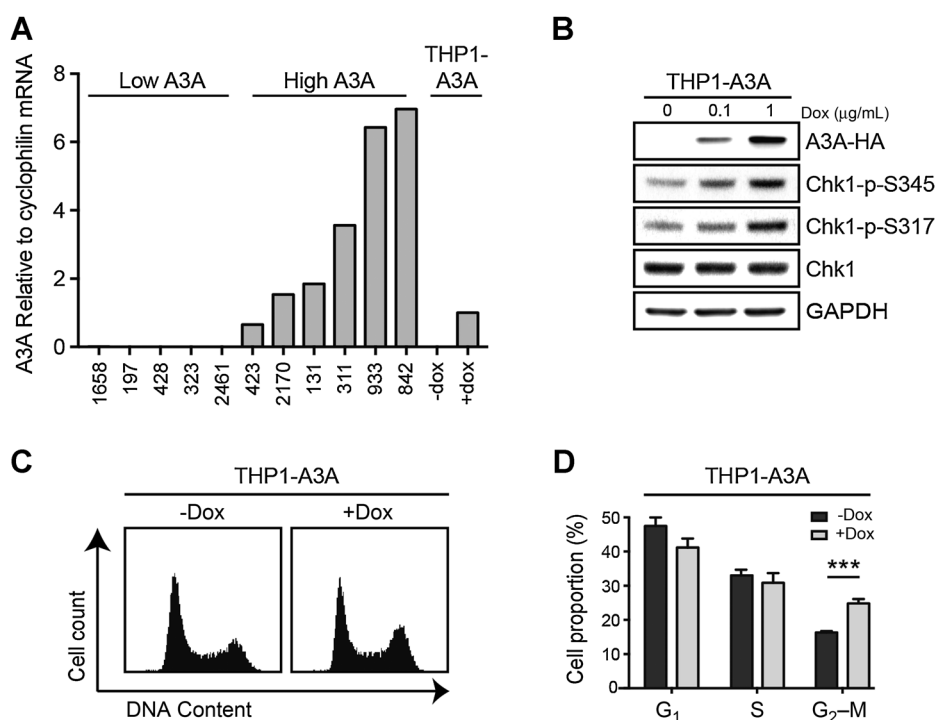 A
A3A Relative to cyclophilin mRNA
8
6
4
2
0
Low A3A
High A3A
THP1-
A3A
1658
197
428
323
2461
423
2170
131
311
933
842
-dox
+dox
B
THP1-A3A
0 0.1 1 Dox (μg/mL)
A3A-HA
Chk1-p-S345
Chk1-p-S317
Chk1
GAPDH
C
THP1-A3A
-Dox +Dox
Cell count
DNA Content
D
THP1-A3A
Cell proportion (%)
50
40
30
20
10
0
-Dox
+Dox
***
G₁ S G₂–M